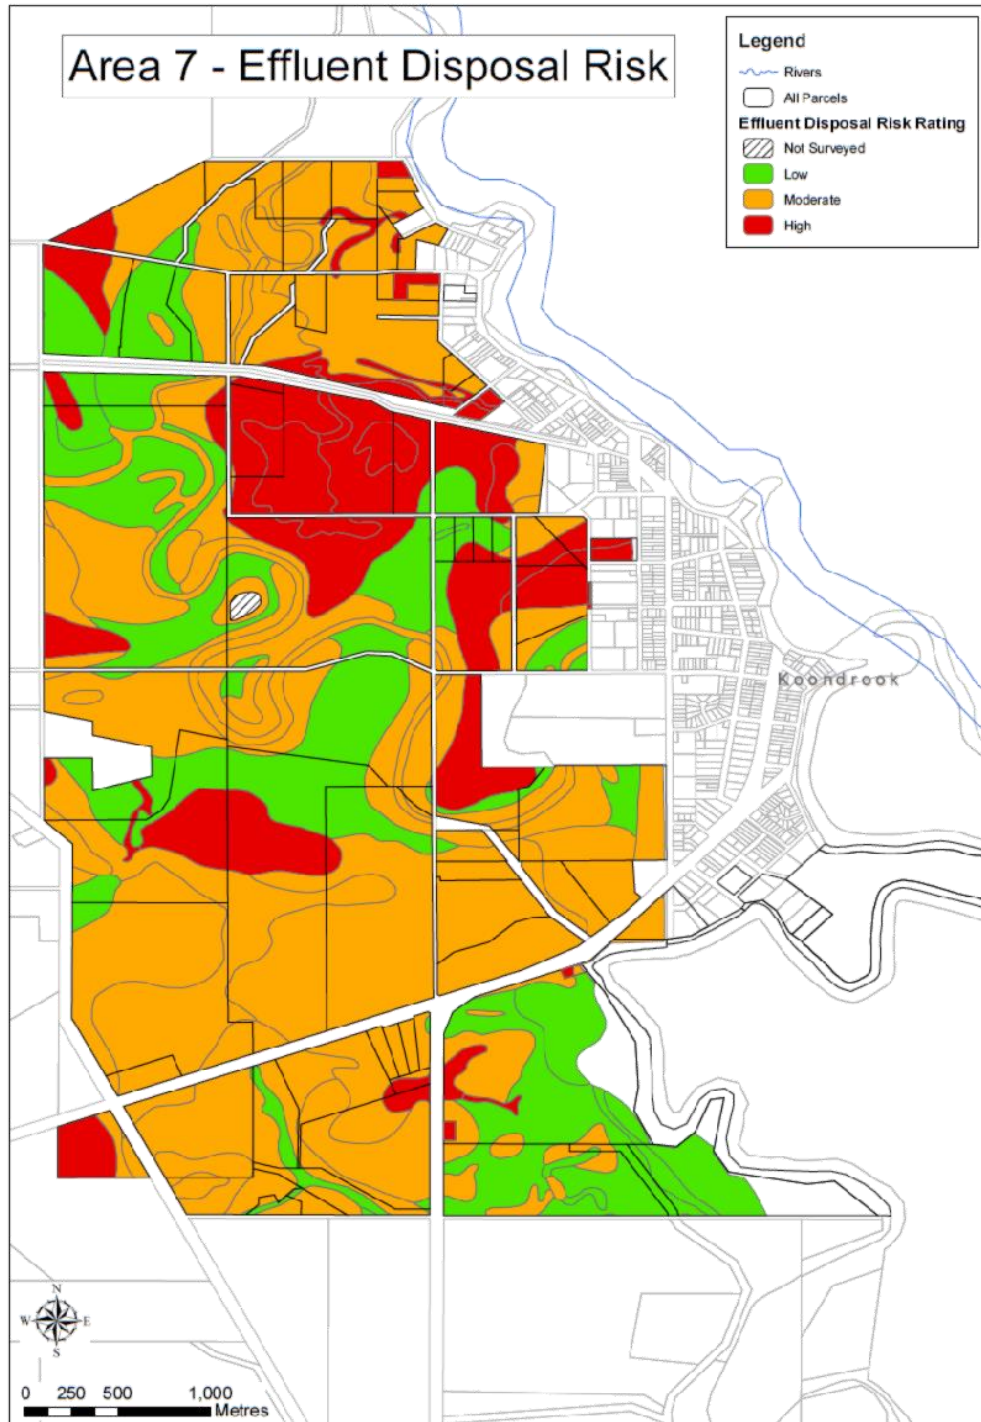 Area 7 - Effluent Disposal Risk
Legend
Rivers
All Parcels
Effluent Disposal Risk Rating
Not Surveyed
Low
Moderate
High
Koondrook
N
W E
S
0 250 500 1,000
Metres